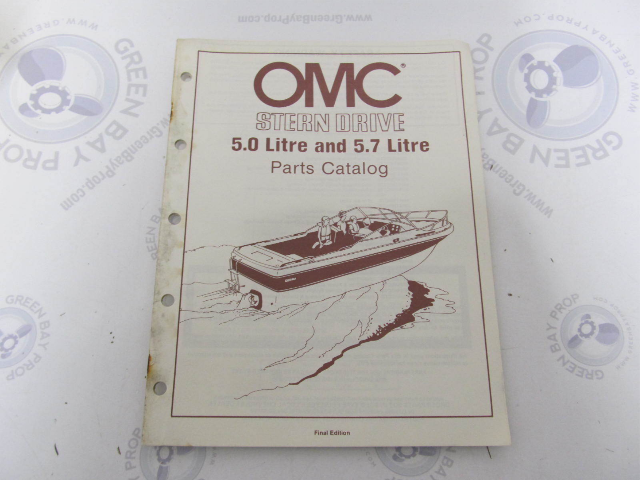 OMC®
STERN DRIVE
5.0 Litre and 5.7 Litre
Parts Catalog
Final Edition
GREEN BAY PROP
www.GreenBayProp.com